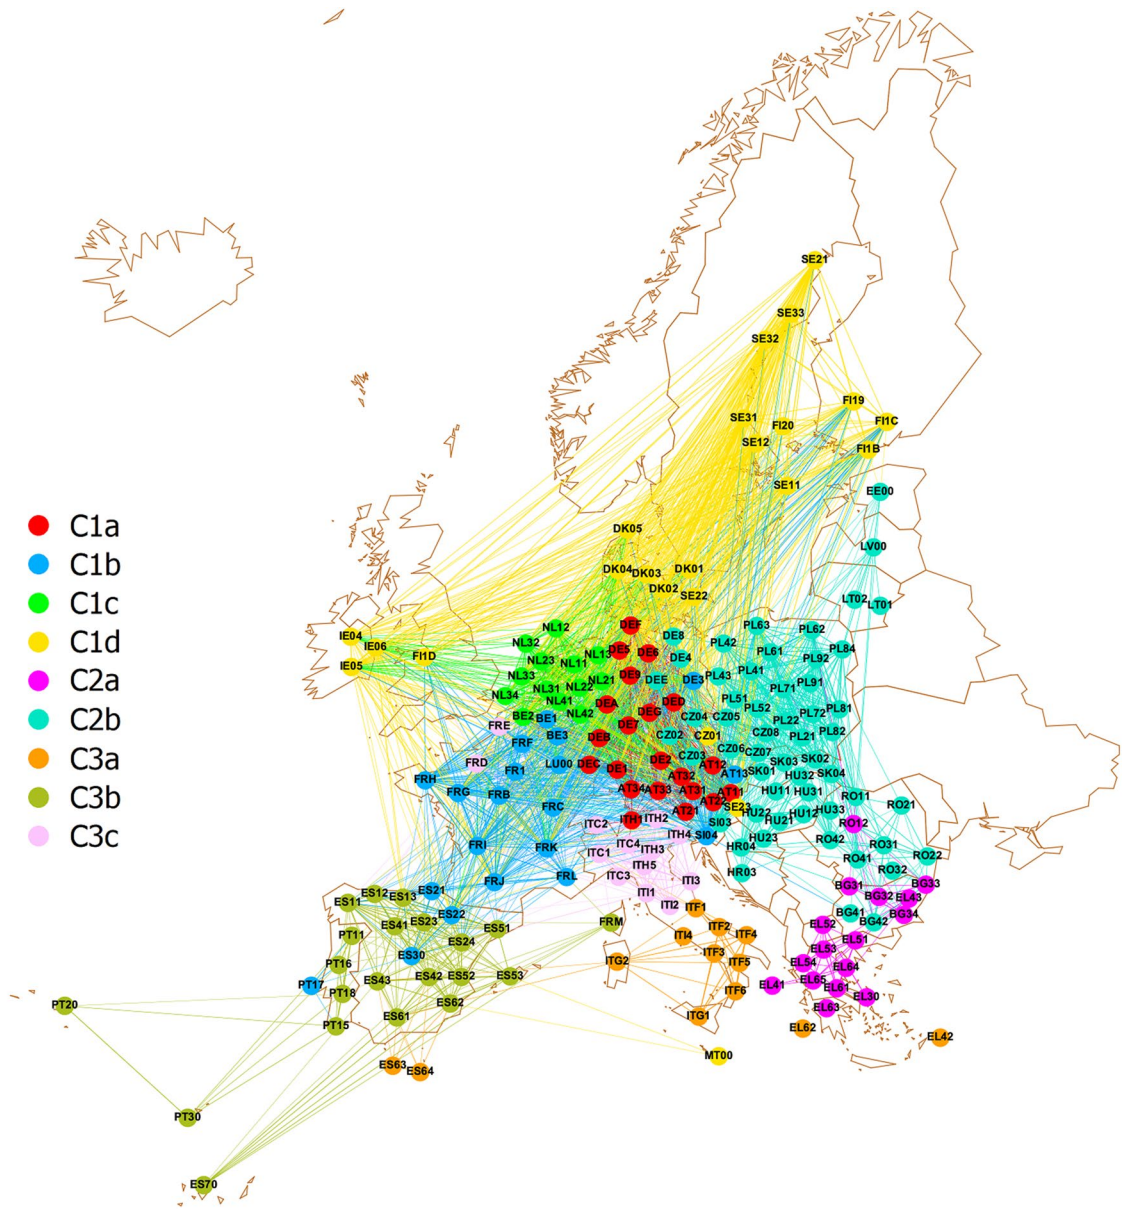 SE21
SE33
SE32
FI19
SE31
FI20
FI1C
SE12
FI1B
SE11
EE00
C1a
DK05
LV00
C1b
DK04
DK03
DK01
DK02
SE22
C1c
LT02
LT01
C1d
IE04
IE06
FI1D
IE05
NL12
DEF
PL63
PL62
NL32
DE8
PL42
NL23
NL11
NL13
DE5
DE6
DE4
PL61
PL92
PL84
C2a
NL33
NL31
NL22
NL21
DE9
DEE
DE3
PL43
PL41
PL71
PL91
NL34
NL41
NL42
DEA
DEG
DED
PL51
PL52
PL72
PL81
C2b
FRE
BE2
BE1
BE3
DEB
DE7
CZ04
CZ05
CZ02
CZ01
CZ08
PL22
PL21
PL82
FRF
C3a
FRD
FR1
LU00
DEC
DE1
DE2
CZ03
CZ06
CZ07
AT12
AT13
SK01
SK03
SK02
SK04
FRH
FRG
FRB
AT34
AT33
AT32
AT31
AT11
HU11
HU32
HU31
C3b
FRC
AT21
AT22
SE23
HU22
HU21
HU12
HU33
RO11
RO21
C3c
ITC2
ITH1
ITH2
ITH4
SI04
SI03
HU23
RO12
RO42
RO31
FRI
FRK
ITC1
ITC4
ITH3
ITH5
HR04
RO41
RO32
RO22
FRJ
FRL
ITC3
ITI1
ITI3
ITI2
HR03
BG31
BG32
BG33
EL43
ES11
ES12
ES13
ES21
ES22
ITF1
BG41
BG42
BG34
PT11
ES41
ES23
ES24
ES51
FRM
ITI4
ITF2
ITF4
EL52
EL51
PT16
ES30
ITG2
ITF3
ITF5
EL53
EL54
EL64
PT17
PT18
ES43
ES42
ES52
ES53
ITF6
EL41
EL65
EL61
EL30
PT20
PT15
ES61
ES62
ITG1
EL63
EL62
EL42
ES63
ES64
MT00
PT30
ES70